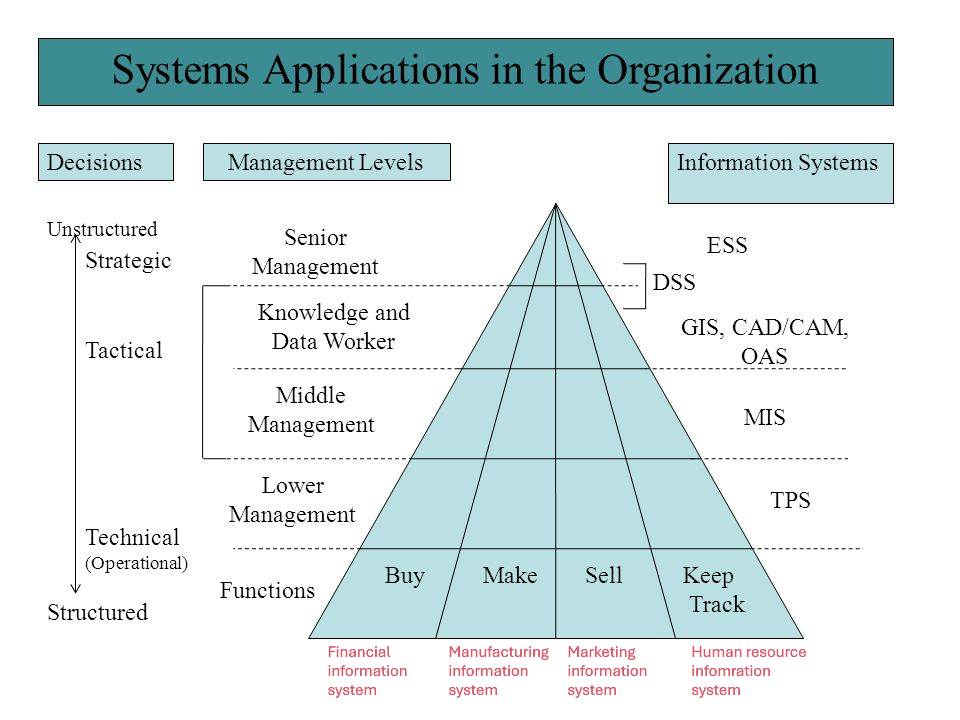 Systems Applications in the Organization
Decisions
Management Levels
Information Systems
Unstructured
Strategic
Senior
Management
ESS
DSS
Knowledge and
Data Worker
GIS, CAD/CAM,
OAS
Tactical
Middle
Management
MIS
Lower
Management
TPS
Technical
(Operational)
Structured
Functions
Buy
Make
Sell
Keep
Track
Financial
information
system
Manufacturing
information
system
Marketing
information
system
Human resource
infomration
system